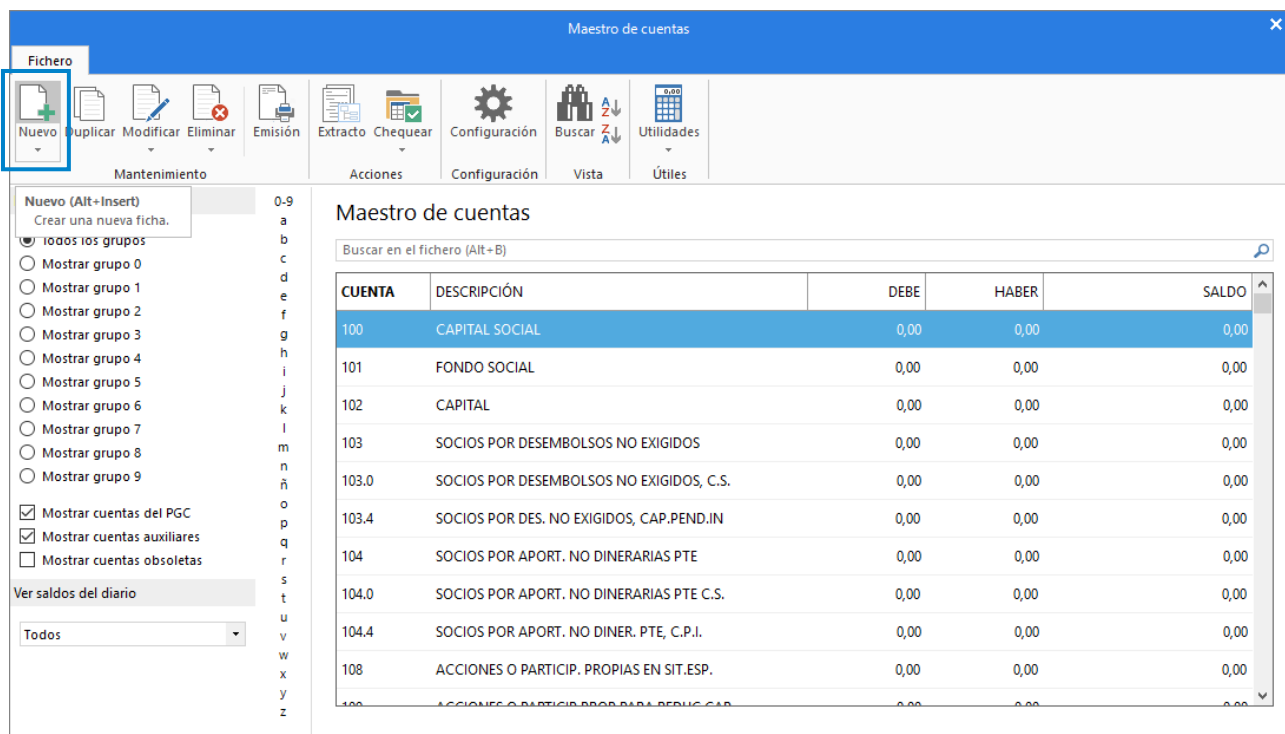 Maestro de cuentas
Fichero
Nuevo Duplicar Modificar Eliminar Emisión Extracto Chequear Configuración Buscar Utilidades
Mantenimiento Acciones Configuración Vista Útiles
Nuevo (Alt+Insert)
Crear una nueva ficha.
Todos los grupos
Mostrar grupo 0
Mostrar grupo 1
Mostrar grupo 2
Mostrar grupo 3
Mostrar grupo 4
Mostrar grupo 5
Mostrar grupo 6
Mostrar grupo 7
Mostrar grupo 8
Mostrar grupo 9
Mostrar cuentas del PGC
Mostrar cuentas auxiliares
Mostrar cuentas obsoletas
Ver saldos del diario
Todos
0-9
a
b
c
d
e
f
g
h
i
j
k
l
m
n
ñ
o
p
q
r
s
t
u
v
w
x
y
z
Maestro de cuentas
Buscar en el fichero (Alt+B)
CUENTA DESCRIPCIÓN DEBE HABER SALDO
100 CAPITAL SOCIAL 0,00 0,00 0,00
101 FONDO SOCIAL 0,00 0,00 0,00
102 CAPITAL 0,00 0,00 0,00
103 SOCIOS POR DESEMBOLSOS NO EXIGIDOS 0,00 0,00 0,00
103.0 SOCIOS POR DESEMBOLSOS NO EXIGIDOS, C.S. 0,00 0,00 0,00
103.4 SOCIOS POR DES. NO EXIGIDOS, CAP.PEND.IN 0,00 0,00 0,00
104 SOCIOS POR APORT. NO DINERARIAS PTE 0,00 0,00 0,00
104.0 SOCIOS POR APORT. NO DINERARIAS PTE C.S. 0,00 0,00 0,00
104.4 SOCIOS POR APORT. NO DINER. PTE, C.P.I. 0,00 0,00 0,00
108 ACCIONES O PARTICIP. PROPIAS EN SIT.ESP. 0,00 0,00 0,00